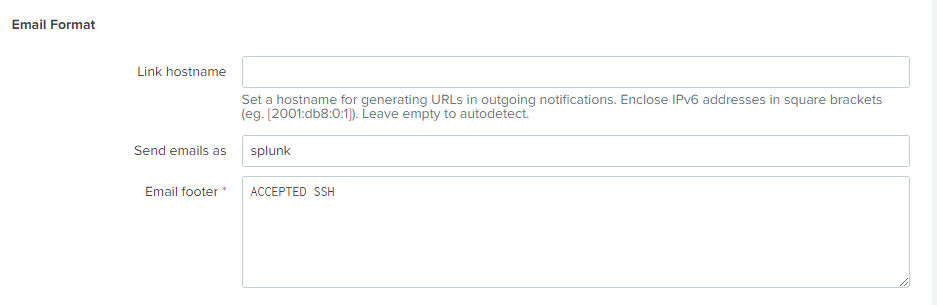 Email Format
Link hostname
Set a hostname for generating URLs in outgoing notifications. Enclose IPv6 addresses in square brackets
(eg. [2001:db8:0:1]). Leave empty to autodetect.
Send emails as
splunk
Email footer *
ACCEPTED SSH